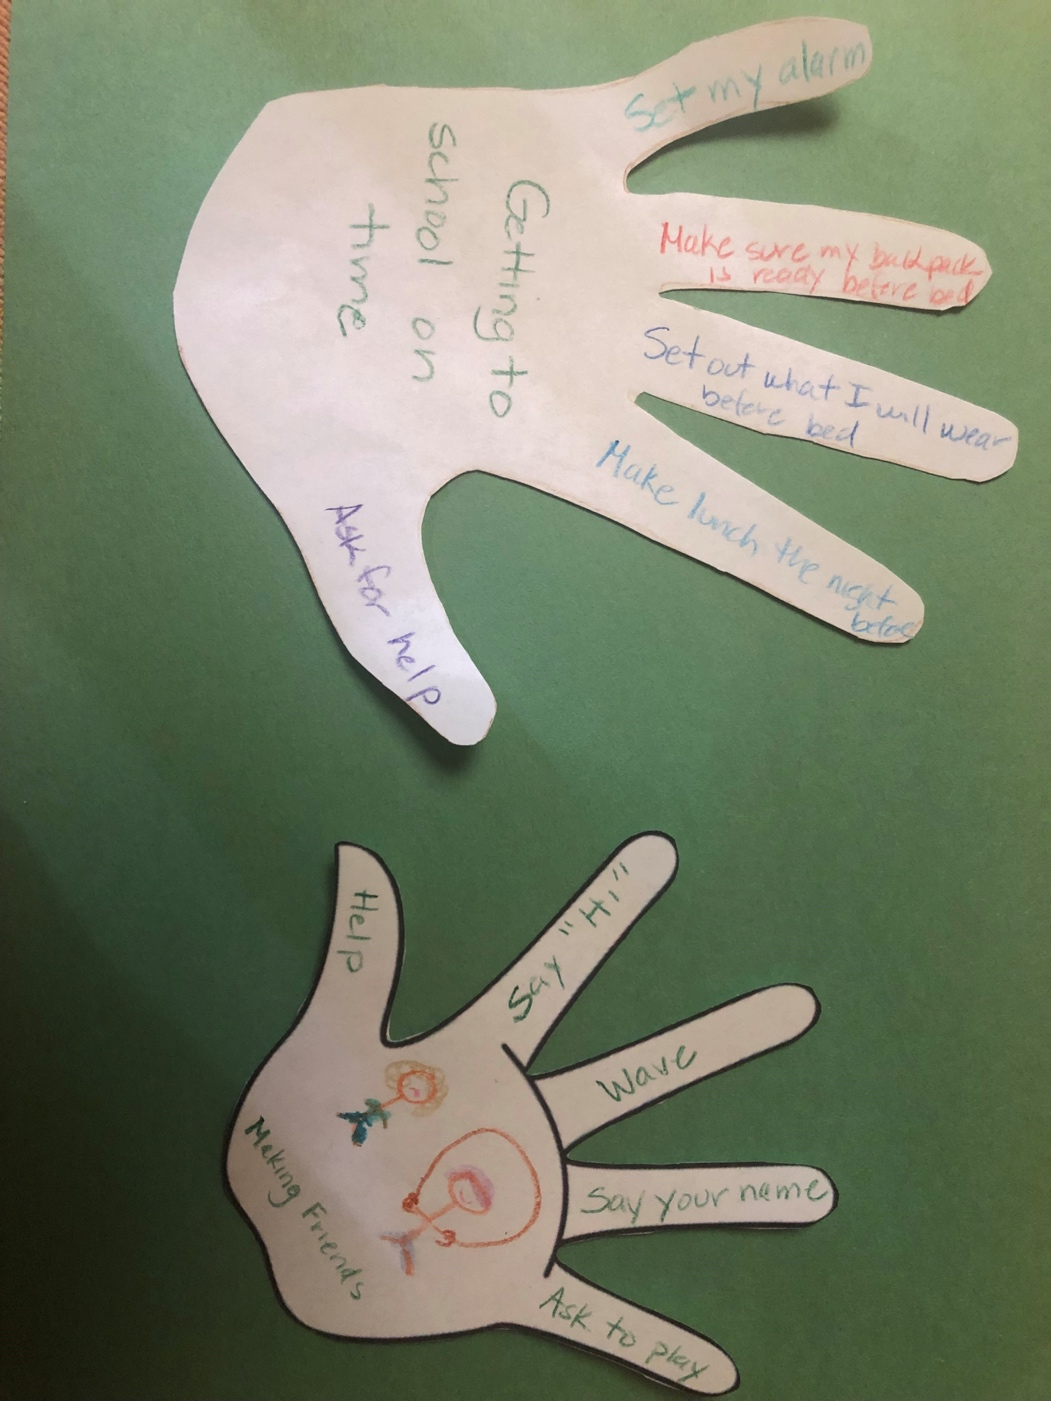 Getting to
school on
time
Set my alarm
Make sure my backpack
is ready before bed
Set out what I will wear
before bed
Make lunch the night
before
Ask for help
Making Friends
Help
Say "Hi"
Wave
Say your name
Ask to play